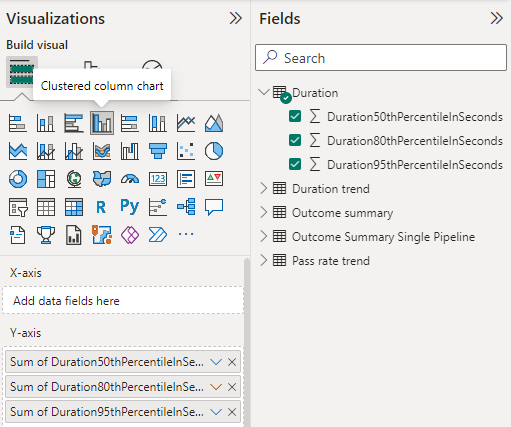 Visualizations
Build visual
Clustered column chart
123
R
Py
X-axis
Add data fields here
Y-axis
Sum of Duration50thPercentileInSe...
Sum of Duration80thPercentileInSe...
Sum of Duration95thPercentileInSe...
Fields
Search
Duration
Duration50thPercentileInSeconds
Duration80thPercentileInSeconds
Duration95thPercentileInSeconds
Duration trend
Outcome summary
Outcome Summary Single Pipeline
Pass rate trend